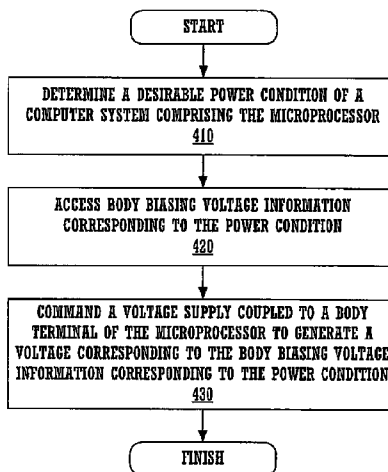 START
DETERMINE A DESIRABLE POWER CONDITION OF A
COMPUTER SYSTEM COMPRISING THE MICROPROCESSOR
410
ACCESS BODY BIASING VOLTAGE INFORMATION
CORRESPONDING TO THE POWER CONDITION
420
COMMAND A VOLTAGE SUPPLY COUPLED TO A BODY
TERMINAL OF THE MICROPROCESSOR TO GENERATE A
VOLTAGE CORRESPONDING TO THE BODY BIASING VOLTAGE
INFORMATION CORRESPONDING TO THE POWER CONDITION
430
FINISH